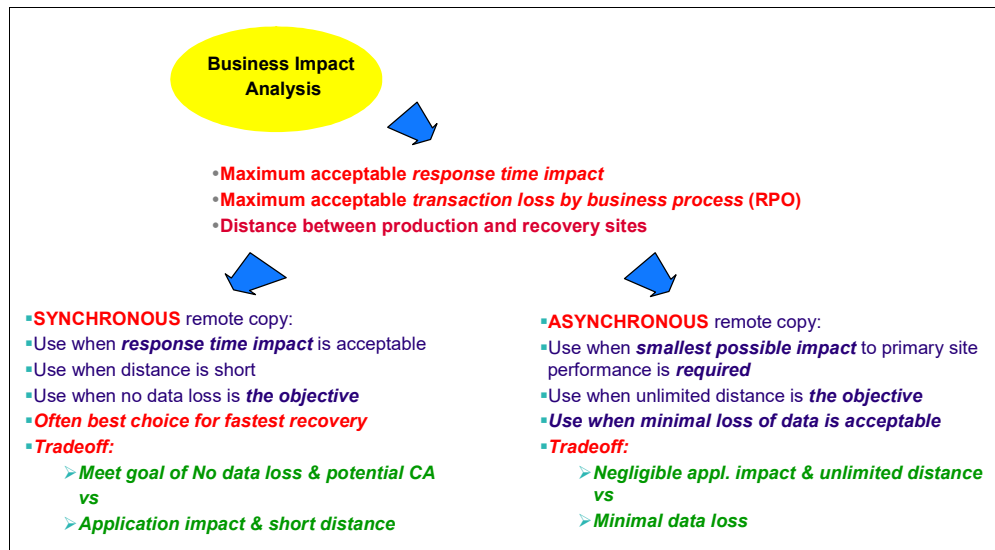 Business Impact
Analysis
•Maximum acceptable response time impact
•Maximum acceptable transaction loss by business process (RPO)
•Distance between production and recovery sites
▪SYNCHRONOUS remote copy:
▪Use when response time impact is acceptable
▪Use when distance is short
▪Use when no data loss is the objective
▪Often best choice for fastest recovery
▪Tradeoff:
➢Meet goal of No data loss & potential CA
vs
➢Application impact & short distance
▪ASYNCHRONOUS remote copy:
▪Use when smallest possible impact to primary site
performance is required
▪Use when unlimited distance is the objective
▪Use when minimal loss of data is acceptable
▪Tradeoff:
➢Negligible appl. impact & unlimited distance
vs
➢Minimal data loss